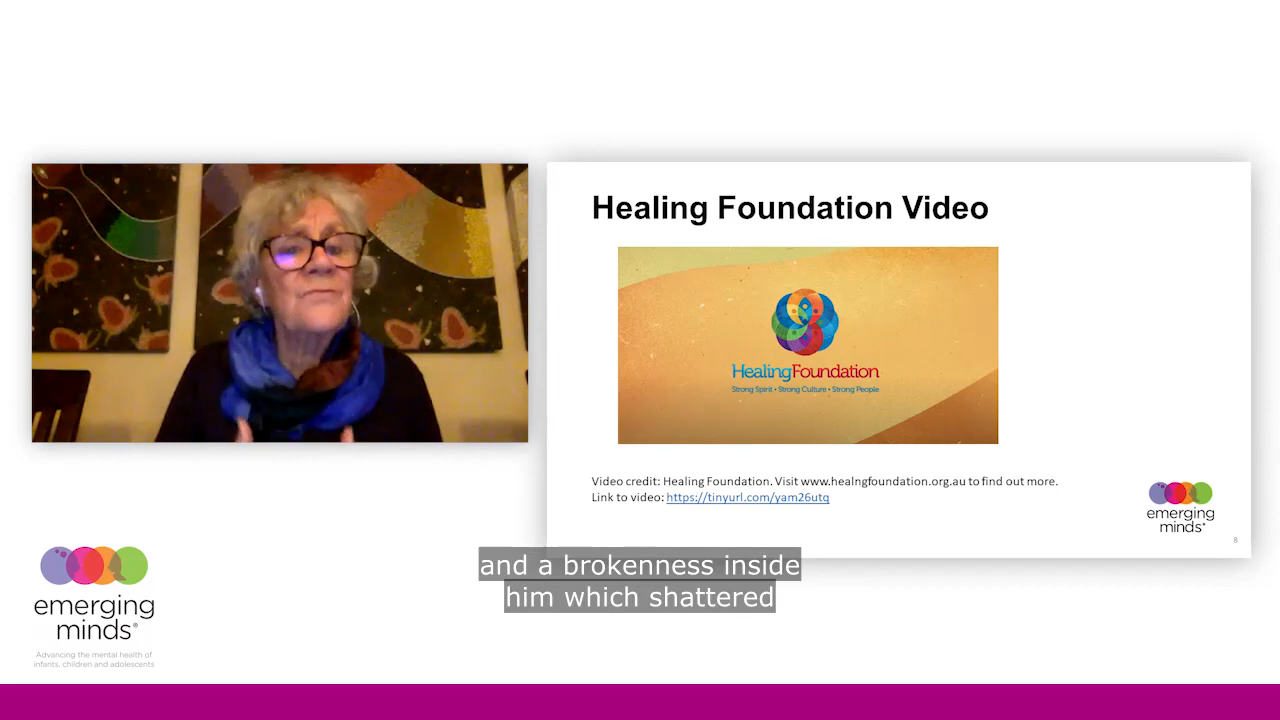 Healing Foundation Video
HealingFoundation
Strong Spirit • Strong Culture • Strong People
Video credit: Healing Foundation. Visit www.healngfoundation.org.au to find out more.
Link to video: https://tinyurl.com/yam26utq
emerging
minds®
8
and a brokenness inside
him which shattered
emerging
minds®
Advancing the mental health of
infants, children and adolescents